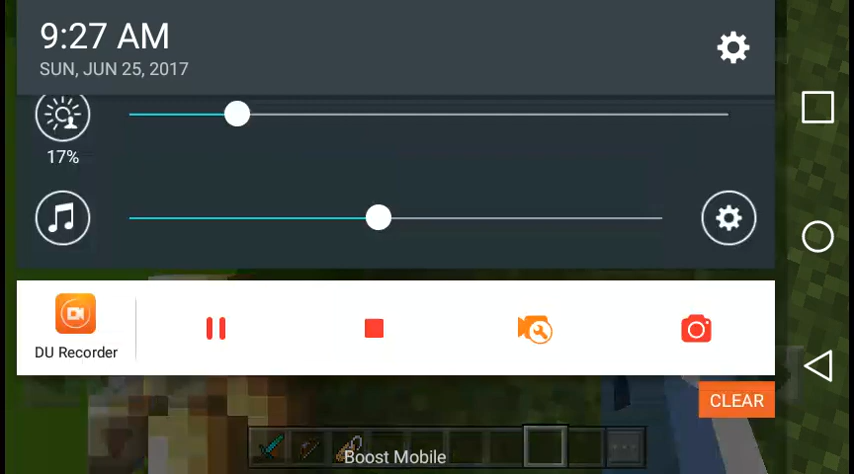 9:27 AM
SUN, JUN 25, 2017
17%
DU Recorder
CLEAR
Boost Mobile